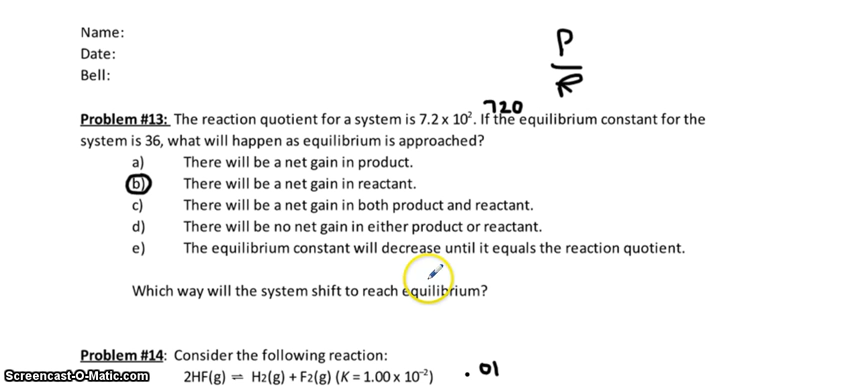 Name:
Date:
Bell:
P
R
720
Problem #13: The reaction quotient for a system is 7.2 x 10². If the equilibrium constant for the
system is 36, what will happen as equilibrium is approached?
a) There will be a net gain in product.
b) There will be a net gain in reactant.
c) There will be a net gain in both product and reactant.
d) There will be no net gain in either product or reactant.
e) The equilibrium constant will decrease until it equals the reaction quotient.
Which way will the system shift to reach equilibrium?
Problem #14: Consider the following reaction:
2HF(g) ⇌ H2(g) + F2(g) (K = 1.00 x 10⁻²) .01
Screencast-O-Matic.com